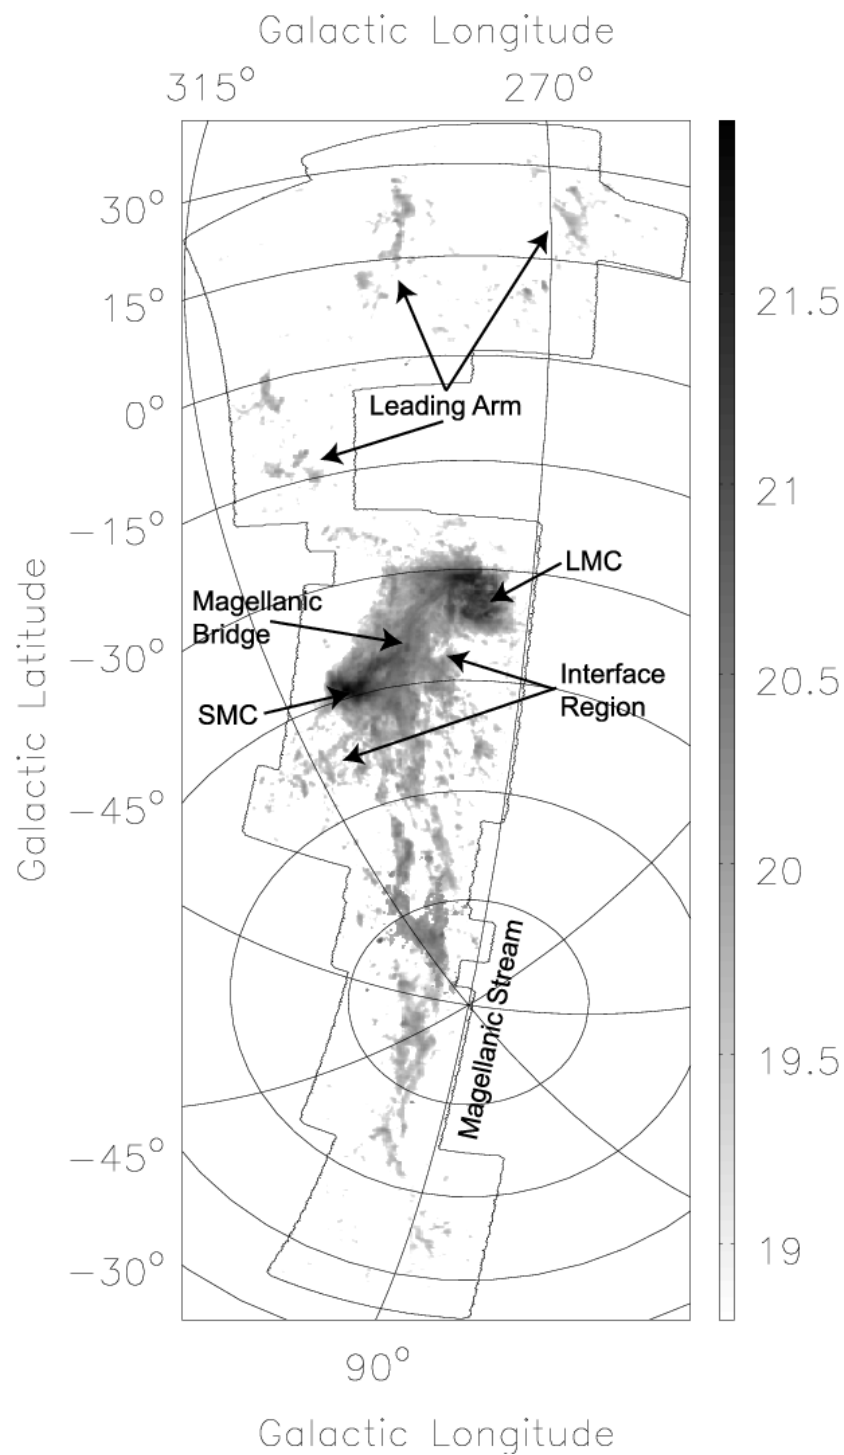 Galactic Longitude
315° 270°
30°
15°
0°
-15°
-30°
-45°
-45°
-30°
Galactic Latitude
Leading Arm
LMC
Magellanic
Bridge
Interface
Region
SMC
Magellanic Stream
21.5
21
20.5
20
19.5
19
90°
Galactic Longitude